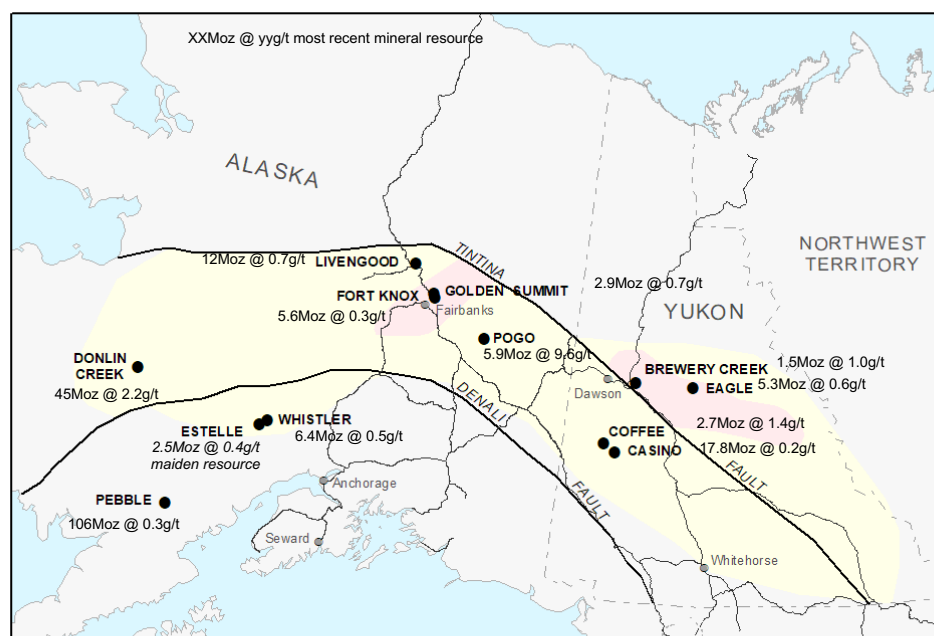 XXMoz @ yyg/t most recent mineral resource
ALASKA
NORTHWEST
TERRITORY
YUKON
TINTINA
12Moz @ 0.7g/t
LIVENGOOD
2.9Moz @ 0.7g/t
FORT KNOX
GOLDEN SUMMIT
Fairbanks
5.6Moz @ 0.3g/t
POGO
5.9Moz @ 9.6g/t
DONLIN
CREEK
45Moz @ 2.2g/t
BREWERY CREEK
1.5Moz @ 1.0g/t
EAGLE
5.3Moz @ 0.6g/t
Dawson
DENALI
2.7Moz @ 1.4g/t
WHISTLER
6.4Moz @ 0.5g/t
ESTELLE
2.5Moz @ 0.4g/t
maiden resource
COFFEE
CASINO
17.8Moz @ 0.2g/t
FAULT
FAULT
Anchorage
PEBBLE
106Moz @ 0.3g/t
Seward
Whitehorse